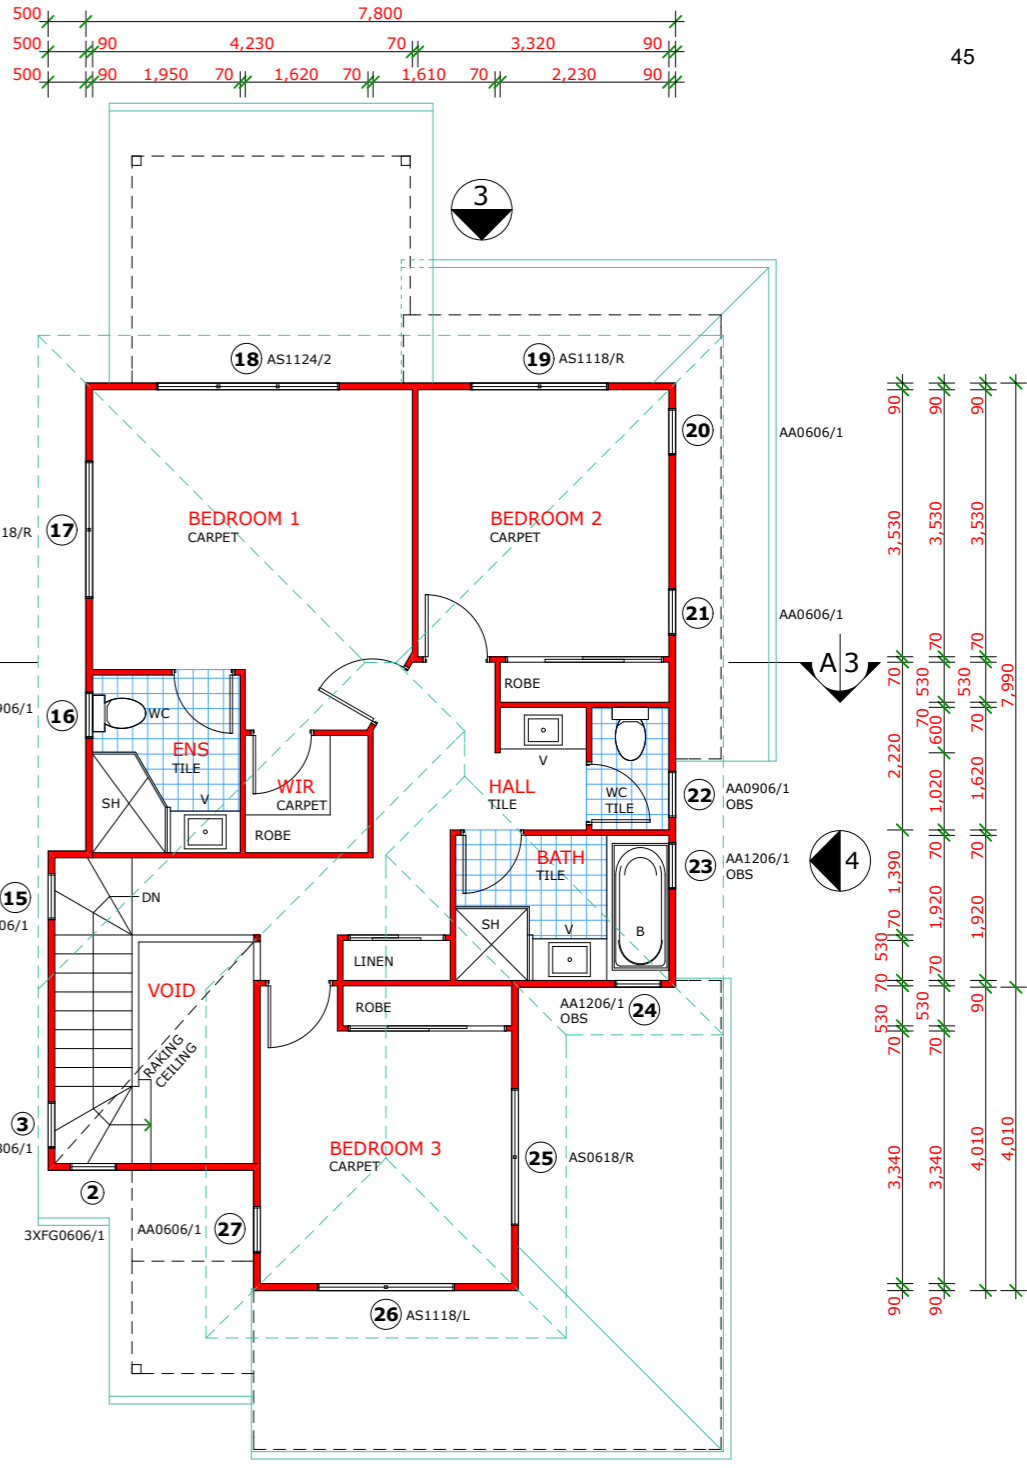 500 7,800
500 90 4,230 70 3,320 90
500 90 1,950 70 1,620 70 1,610 70 2,230 90
45
3
18 AS1124/2
19 AS1118/R
20 AA0606/1
BEDROOM 1
CARPET
BEDROOM 2
CARPET
18/R 17
21 AA0606/1
A 3
ROBE
906/1 16
WC
ENS
TILE
SH
V
WIR
CARPET
ROBE
V
HALL
TILE
WC
TILE
22 AA0906/1
OBS
BATH
TILE
23 AA1206/1
OBS
4
15
06/1
DN
SH
V
B
LINEN
VOID
ROBE
AA1206/1
OBS
24
RAKING
CEILING
3
306/1
BEDROOM 3
CARPET
25 AS0618/R
2
3XFG0606/1
AA0606/1 27
26 AS1118/L
90 90 90
3,530 3,530 3,530
70 70 70
530 530
7,990
70 70
2,220 600
1,020 1,620
70 70
1,390
70 1,920 1,920
530
70 70 90
530 530
70 70
3,340 3,340 4,010 4,010
90 90